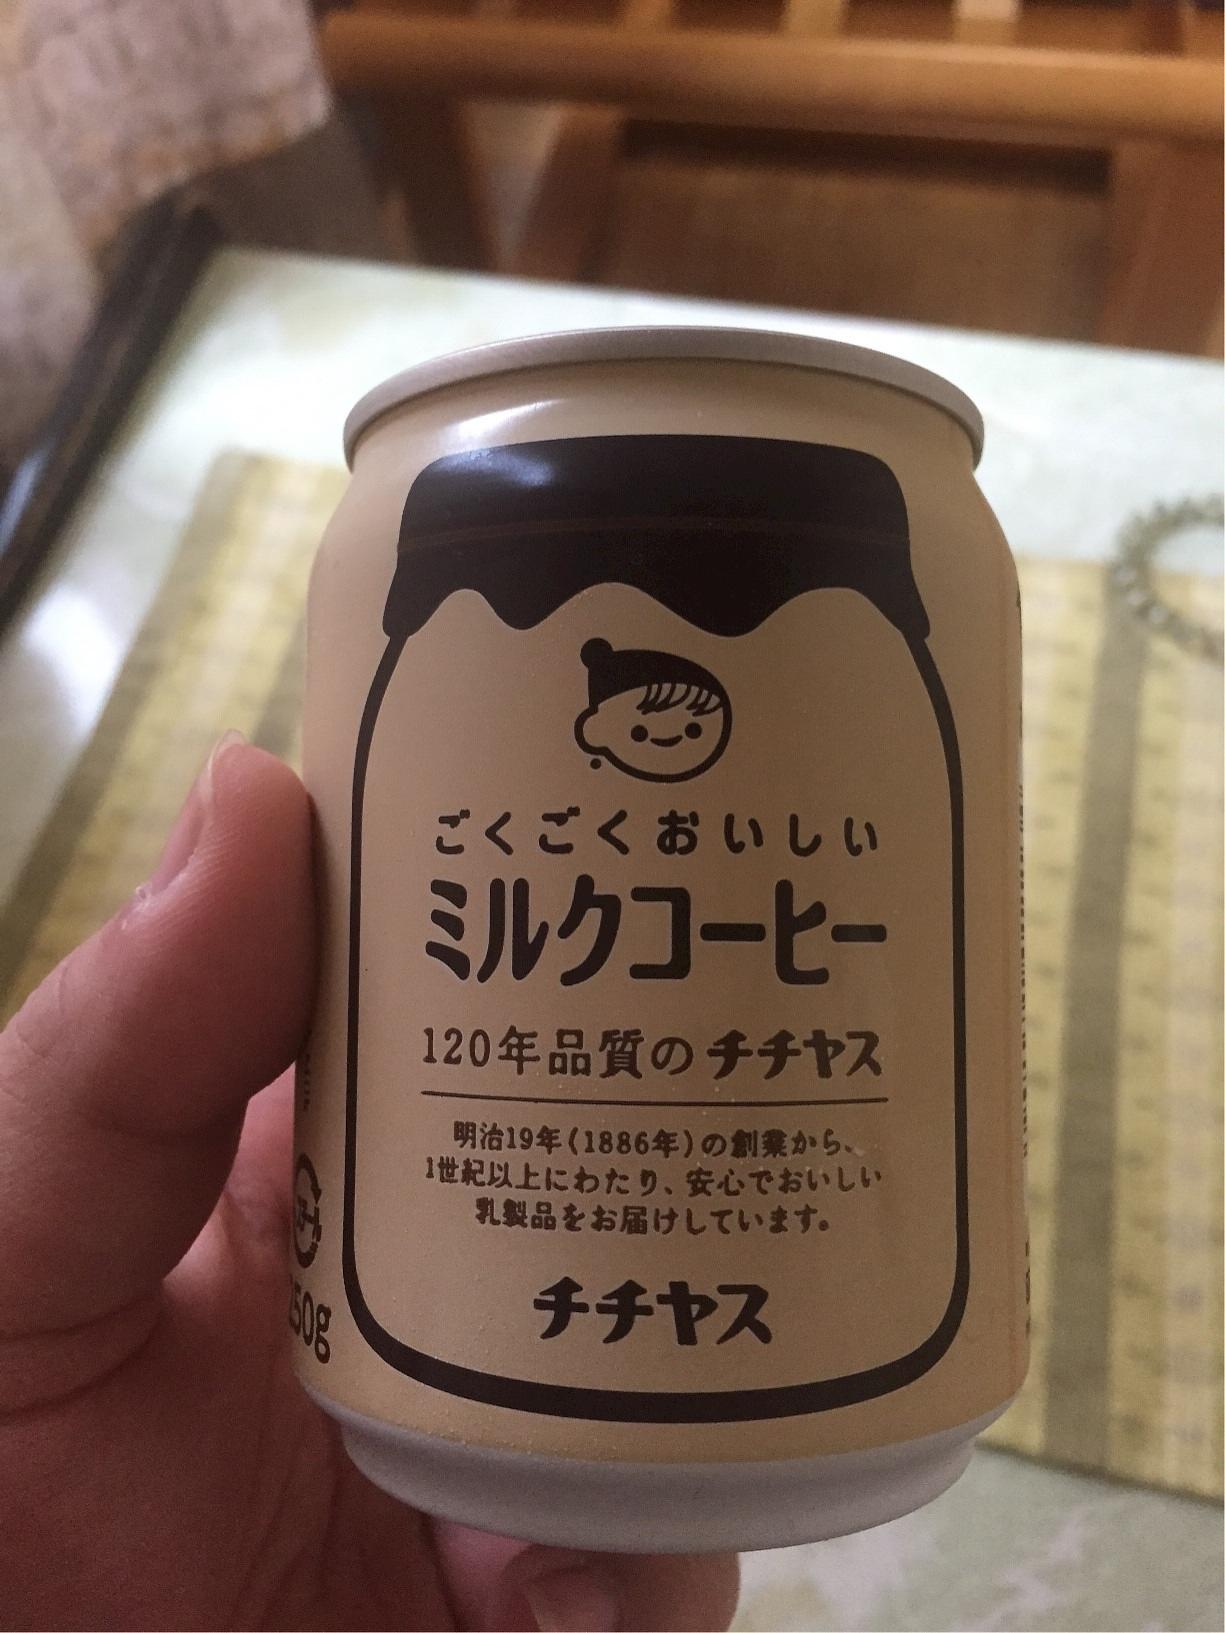 ごくごくおいしい
ミルクコーヒー
120年品質のチチヤス
明治19年(1886年)の創業から、
1世紀以上にわたり、安心でおいしい
乳製品をお届けしています。
チチヤス
50g